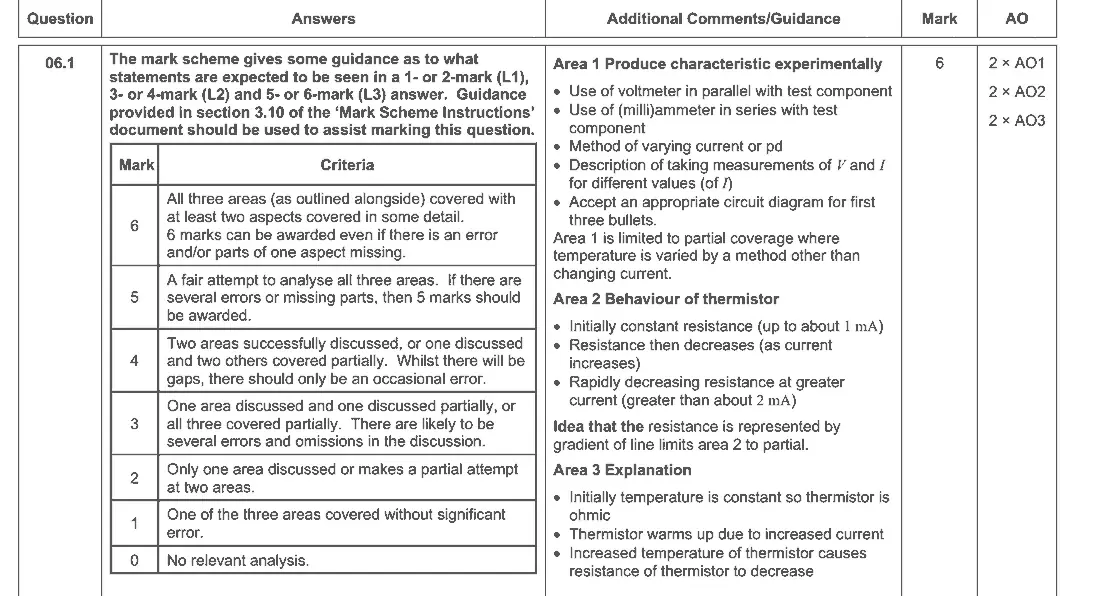 Question Answers Additional Comments/Guidance Mark AO
06.1
The mark scheme gives some guidance as to what
statements are expected to be seen in a 1- or 2-mark (L1),
3- or 4-mark (L2) and 5- or 6-mark (L3) answer. Guidance
provided in section 3.10 of the ‘Mark Scheme Instructions’
document should be used to assist marking this question.
Mark Criteria
6
All three areas (as outlined alongside) covered with
at least two aspects covered in some detail.
6 marks can be awarded even if there is an error
and/or parts of one aspect missing.
5
A fair attempt to analyse all three areas. If there are
several errors or missing parts, then 5 marks should
be awarded.
4
Two areas successfully discussed, or one discussed
and two others covered partially. Whilst there will be
gaps, there should only be an occasional error.
3
One area discussed and one discussed partially, or
all three covered partially. There are likely to be
several errors and omissions in the discussion.
2
Only one area discussed or makes a partial attempt
at two areas.
1
One of the three areas covered without significant
error.
0
No relevant analysis.
Area 1 Produce characteristic experimentally
• Use of voltmeter in parallel with test component
• Use of (milli)ammeter in series with test
component
• Method of varying current or pd
• Description of taking measurements of V and I
for different values (of I)
• Accept an appropriate circuit diagram for first
three bullets.
Area 1 is limited to partial coverage where
temperature is varied by a method other than
changing current.
Area 2 Behaviour of thermistor
• Initially constant resistance (up to about 1 mA)
• Resistance then decreases (as current
increases)
• Rapidly decreasing resistance at greater
current (greater than about 2 mA)
Idea that the resistance is represented by
gradient of line limits area 2 to partial.
Area 3 Explanation
• Initially temperature is constant so thermistor is
ohmic
• Thermistor warms up due to increased current
• Increased temperature of thermistor causes
resistance of thermistor to decrease
6
2 × AO1
2 × AO2
2 × AO3